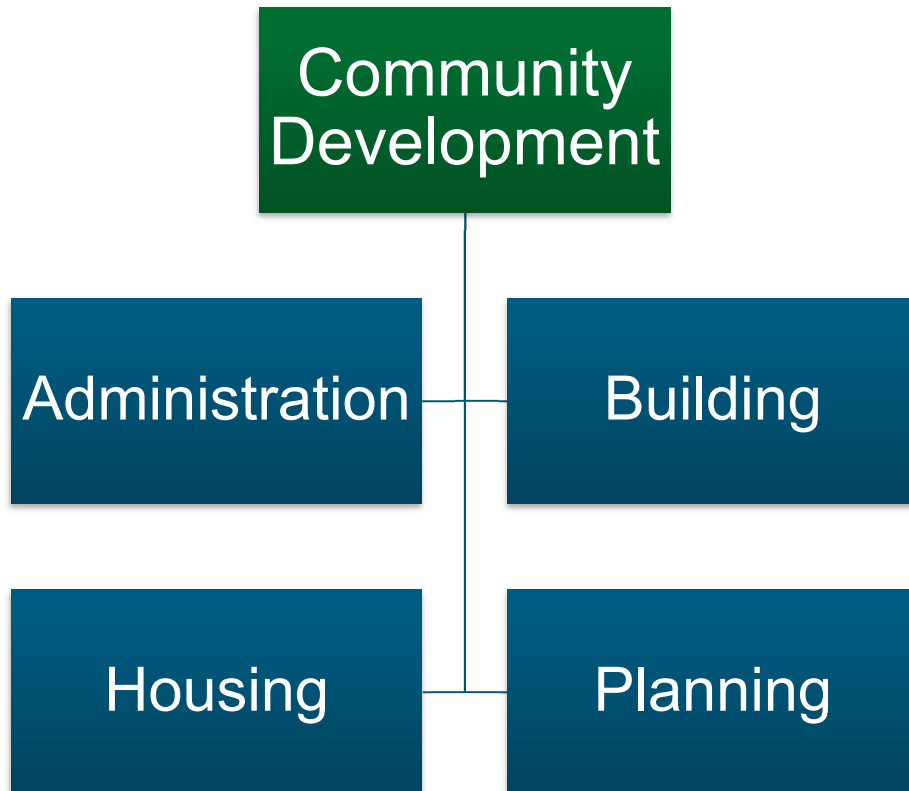 Community
Development
Administration
Building
Housing
Planning